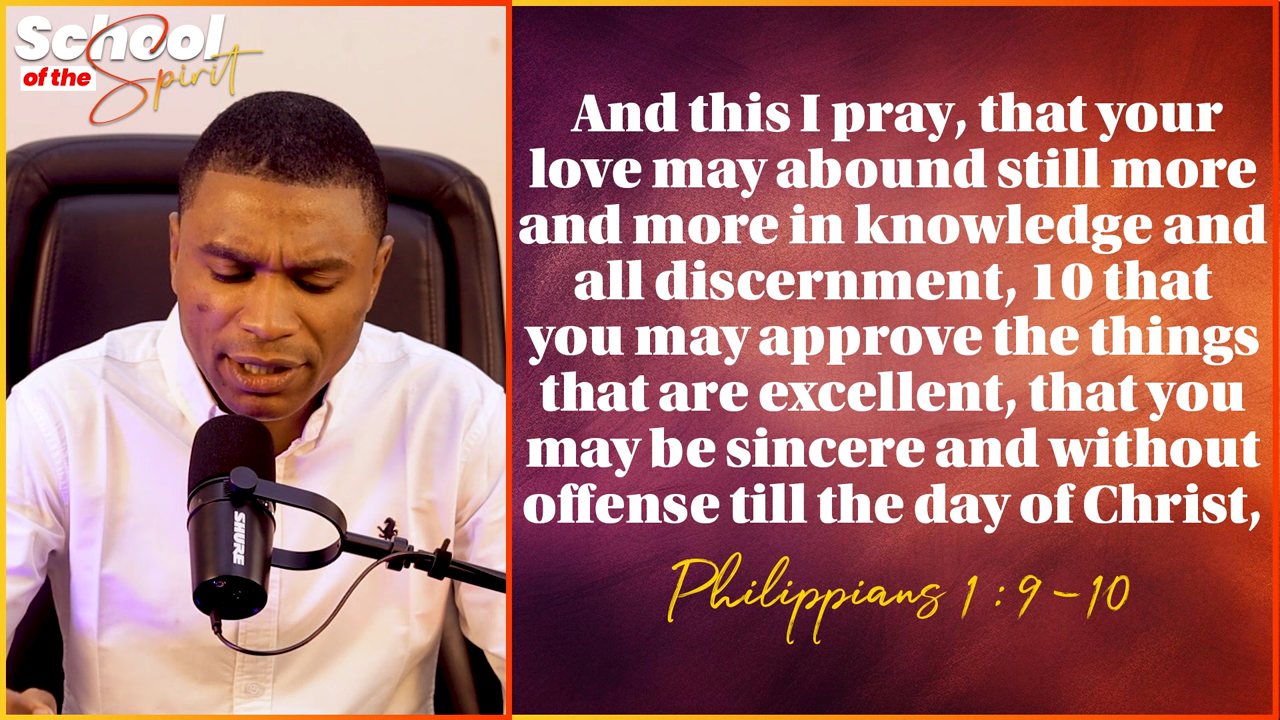 School
of the Spirit
And this I pray, that your
love may abound still more
and more in knowledge and
all discernment, 10 that
you may approve the things
that are excellent, that you
may be sincere and without
offense till the day of Christ,
Philippians 1 : 9 – 10
SHURE